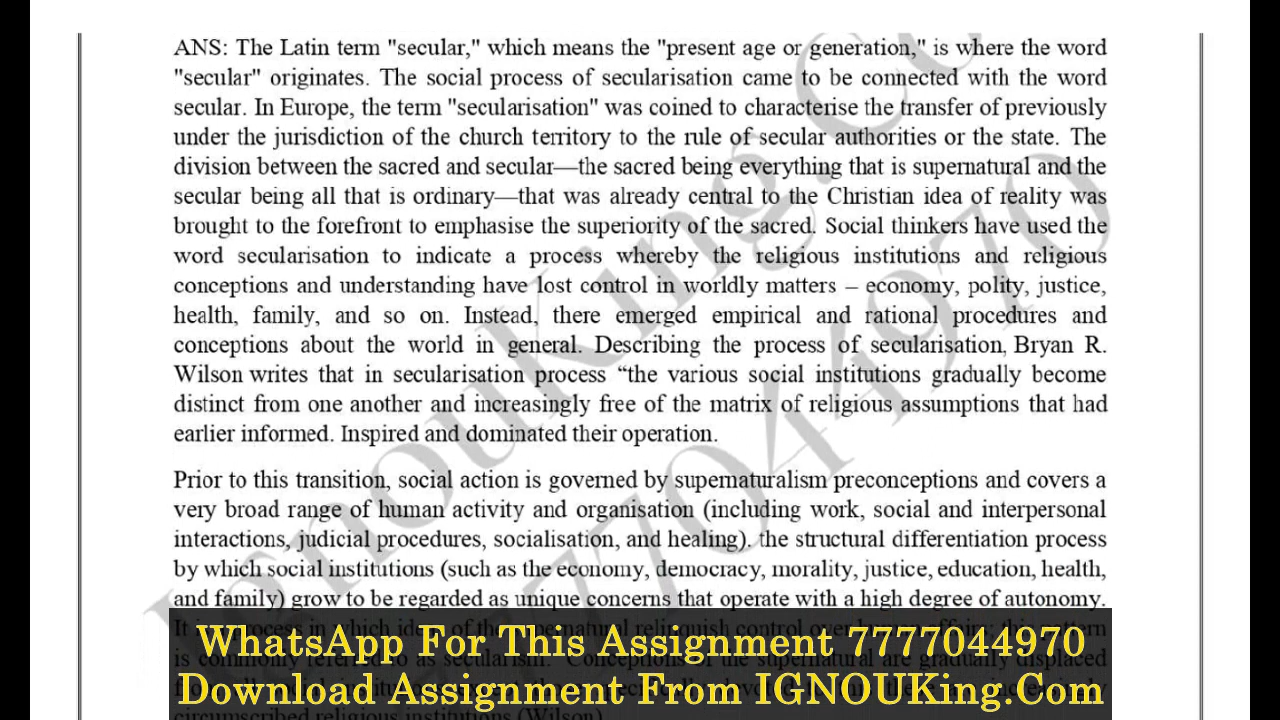 ANS: The Latin term "secular," which means the "present age or generation," is where the word
"secular" originates. The social process of secularisation came to be connected with the word
secular. In Europe, the term "secularisation" was coined to characterise the transfer of previously
under the jurisdiction of the church territory to the rule of secular authorities or the state. The
division between the sacred and secular—the sacred being everything that is supernatural and the
secular being all that is ordinary—that was already central to the Christian idea of reality was
brought to the forefront to emphasise the superiority of the sacred. Social thinkers have used the
word secularisation to indicate a process whereby the religious institutions and religious
conceptions and understanding have lost control in worldly matters – economy, polity, justice,
health, family, and so on. Instead, there emerged empirical and rational procedures and
conceptions about the world in general. Describing the process of secularisation, Bryan R.
Wilson writes that in secularisation process “the various social institutions gradually become
distinct from one another and increasingly free of the matrix of religious assumptions that had
earlier informed. Inspired and dominated their operation.
Prior to this transition, social action is governed by supernaturalism preconceptions and covers a
very broad range of human activity and organisation (including work, social and interpersonal
interactions, judicial procedures, socialisation, and healing). the structural differentiation process
by which social institutions (such as the economy, democracy, morality, justice, education, health,
and family) grow to be regarded as unique concerns that operate with a high degree of autonomy.
WhatsApp For This Assignment 7777044970
Download Assignment From IGNOUKing.Com